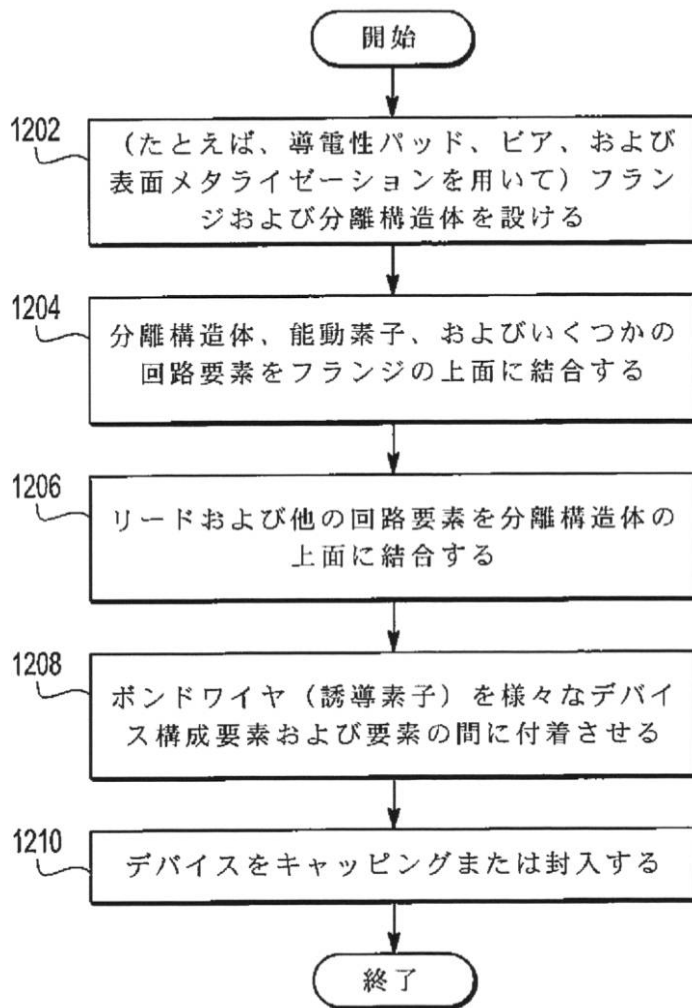 開始
1202
（たとえば、導電性パッド、ビア、および
表面メタライゼーションを用いて）フラン
ジおよび分離構造体を設ける
1204
分離構造体、能動素子、およびいくつかの
回路要素をフランジの上面に結合する
1206
リードおよび他の回路要素を分離構造体の
上面に結合する
1208
ボンドワイヤ（誘導素子）を様々なデバイ
ス構成要素および要素の間に付着させる
1210
デバイスをキャッピングまたは封入する
終了